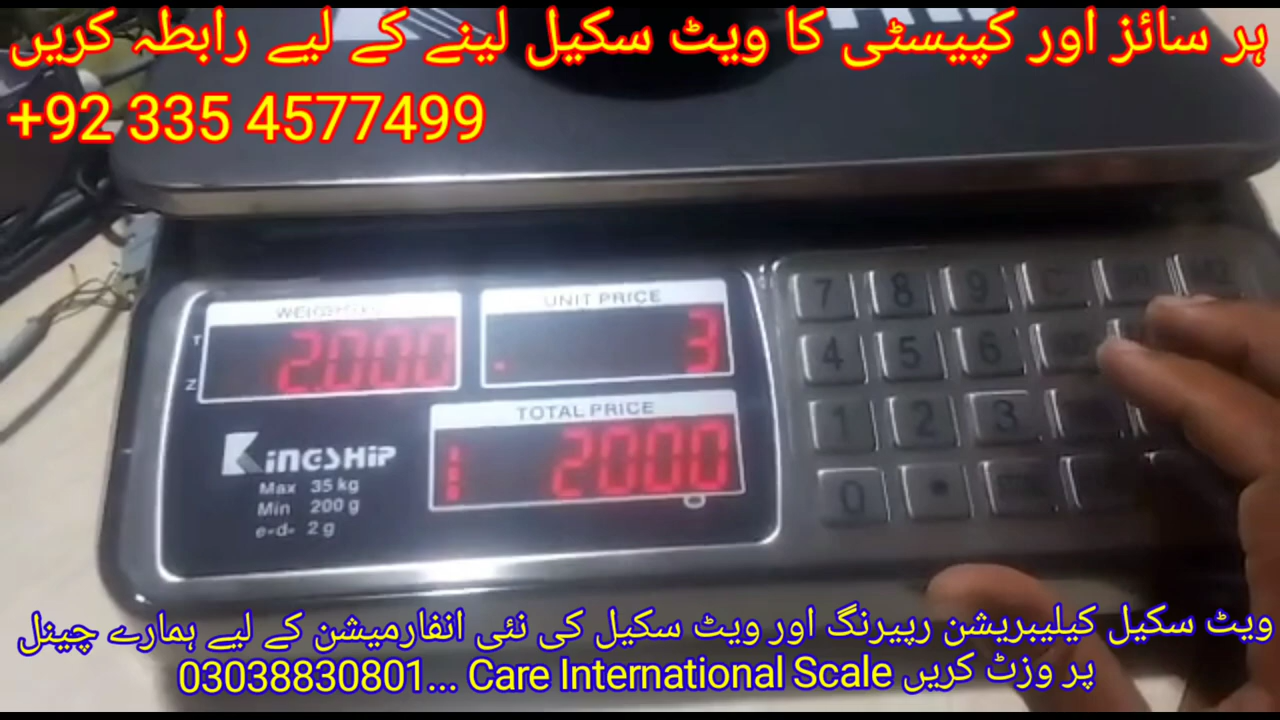 ہر سائز اور کپیسٹی کا ویٹ سکیل لینے کے لیے رابطہ کریں
+92 335 4577499
UNIT PRICE
2.000
3
T
Z
TOTAL PRICE
2000
KINGSHIP
Max 35 kg
Min 200 g
e=d= 2 g
7 8 9 C
4 5 6
1 2 3
0
ویٹ سکیل کیلیبریشن رپیرنگ اور ویٹ سکیل کی نئی انفارمیشن کے لیے ہمارے چینل
پر وزٹ کریں Care International Scale ...03038830801